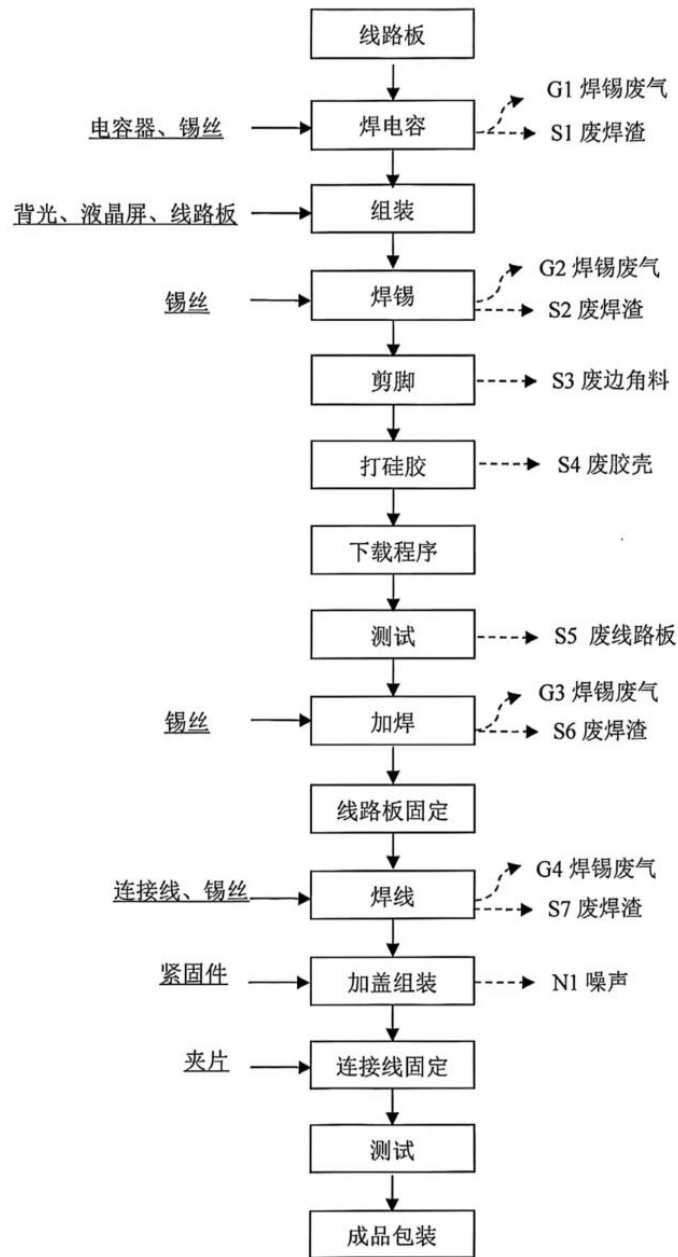 线路板
G1 焊锡废气
电容器、锡丝
焊电容
S1 废焊渣
背光、液晶屏、线路板
组装
G2 焊锡废气
锡丝
焊锡
S2 废焊渣
剪脚
S3 废边角料
打硅胶
S4 废胶壳
下载程序
测试
S5 废线路板
G3 焊锡废气
锡丝
加焊
S6 废焊渣
线路板固定
G4 焊锡废气
连接线、锡丝
焊线
S7 废焊渣
紧固件
加盖组装
N1 噪声
夹片
连接线固定
测试
成品包装